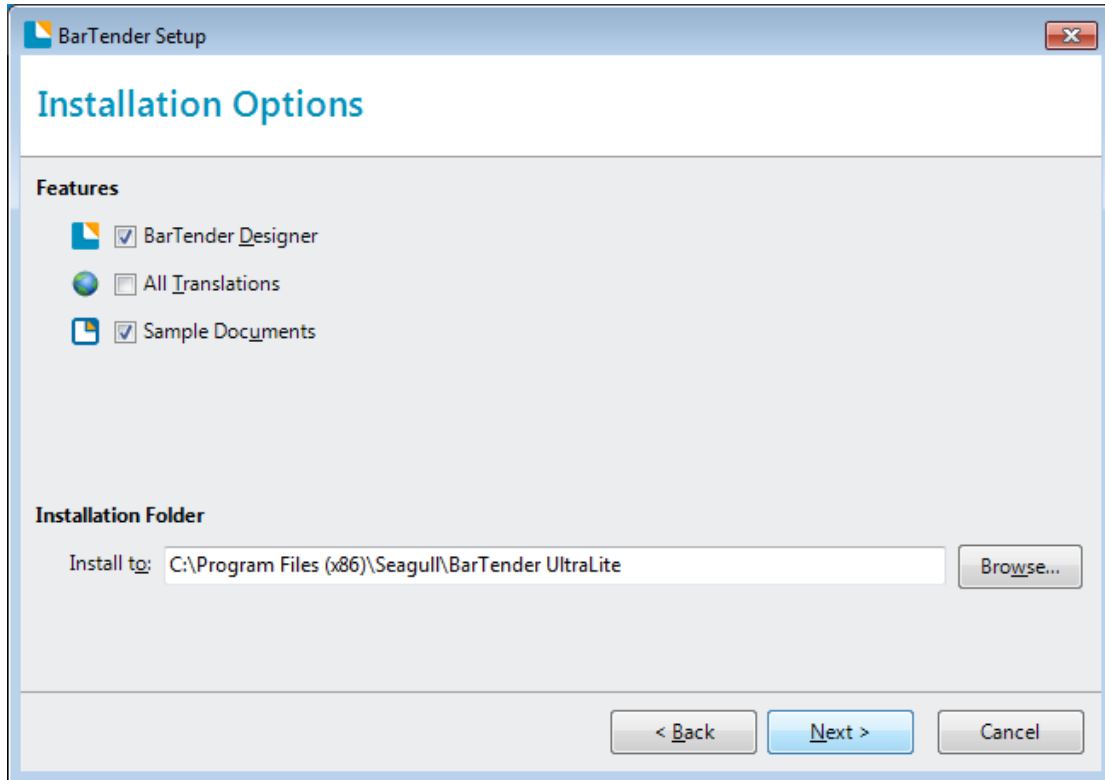 BarTender Setup
Installation Options
Features
BarTender Designer
All Translations
Sample Documents
Installation Folder
Install to: C:\Program Files (x86)\Seagull\BarTender UltraLite Browse...
< Back Next > Cancel